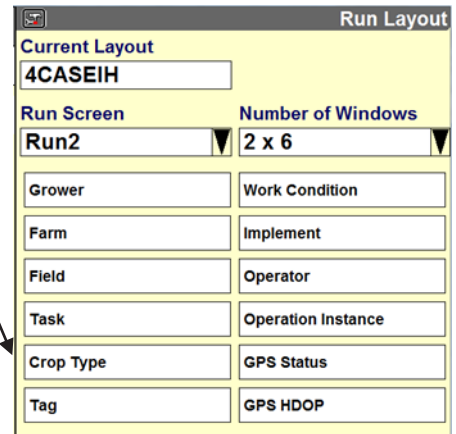 Run Layout
Current Layout
4CASEIH
Run Screen Number of Windows
Run2 2 x 6
Grower Work Condition
Farm Implement
Field Operator
Task Operation Instance
Crop Type GPS Status
Tag GPS HDOP